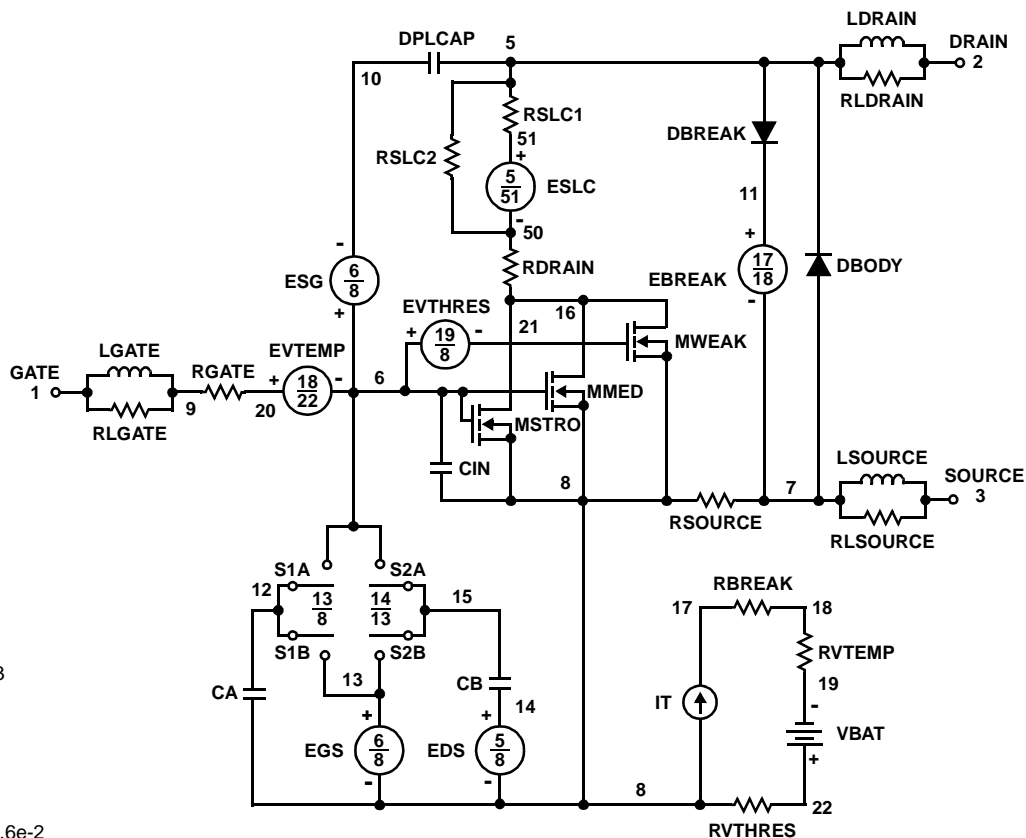 LDRAIN
DPLCAP 5 DRAIN
10 2
RSLC1 RLDRAIN
51 DBREAK
RSLC2 +
5
51 ESLC
11
-
50
- +
RDRAIN 17
18 DBODY
6
8 EBREAK
ESG -
+ EVTHRES 16
+ 19
8 - 21
MWEAK
LGATE EVTEMP
GATE RGATE + 18
22 - 6 MMED
1 9 20
RLGATE MSTRO
CIN LSOURCE
8 7 SOURCE
3
RSOURCE RLSOURCE
S1A S2A
12 13
8 14
13 15 RBREAK
17 18
S1B S2B
RVTEMP
13 CB 19
CA 14 IT -
+ + VBAT
EGS 6
8 EDS 5
8 +
- - 8 22
RVTHRES
3
.6e-2